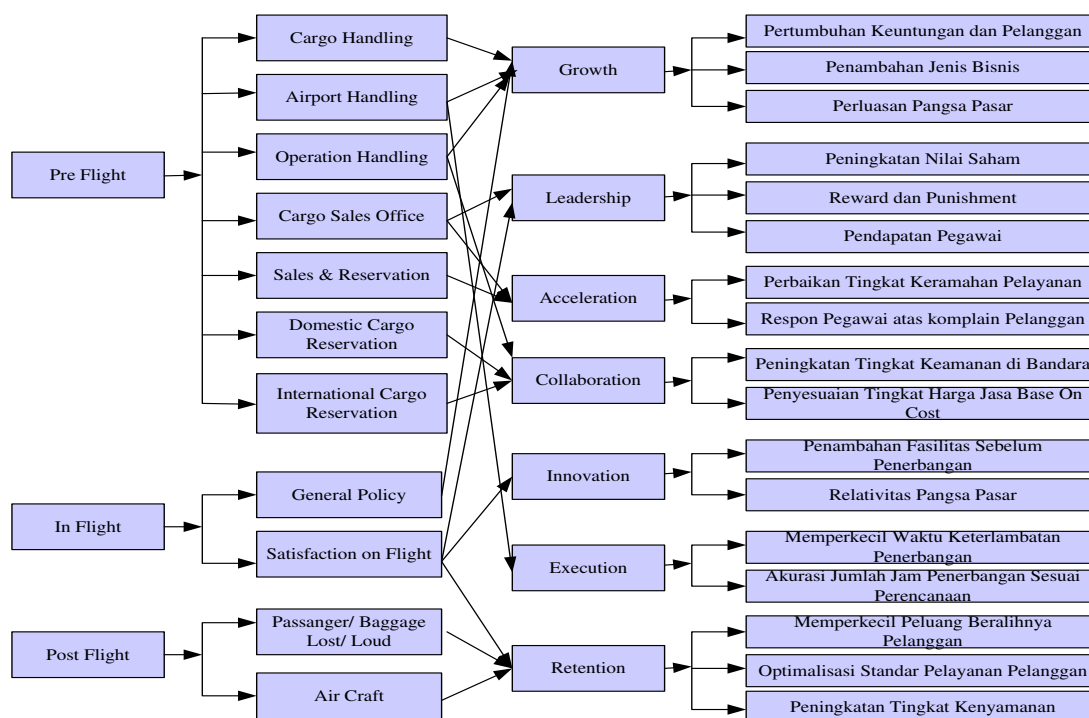 Pre Flight
In Flight
Post Flight
Cargo Handling
Airport Handling
Operation Handling
Cargo Sales Office
Sales & Reservation
Domestic Cargo
Reservation
International Cargo
Reservation
General Policy
Satisfaction on Flight
Passanger/ Baggage
Lost/ Loud
Air Craft
Growth
Leadership
Acceleration
Collaboration
Innovation
Execution
Retention
Pertumbuhan Keuntungan dan Pelanggan
Penambahan Jenis Bisnis
Perluasan Pangsa Pasar
Peningkatan Nilai Saham
Reward dan Punishment
Pendapatan Pegawai
Perbaikan Tingkat Keramahan Pelayanan
Respon Pegawai atas komplain Pelanggan
Peningkatan Tingkat Keamanan di Bandara
Penyesuaian Tingkat Harga Jasa Base On
Cost
Penambahan Fasilitas Sebelum
Penerbangan
Relativitas Pangsa Pasar
Memperkecil Waktu Keterlambatan
Penerbangan
Akurasi Jumlah Jam Penerbangan Sesuai
Perencanaan
Memperkecil Peluang Beralihnya
Pelanggan
Optimalisasi Standar Pelayanan Pelanggan
Peningkatan Tingkat Kenyamanan